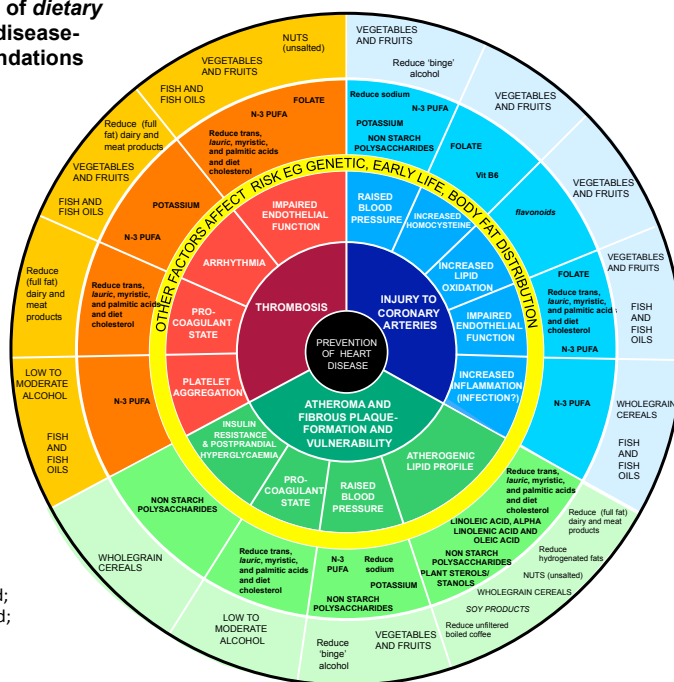 of dietary
disease-
ndations
NUTS
(unsalted)
VEGETABLES
AND FRUITS
FISH AND
FISH OILS
Reduce (full
fat) dairy and
meat products
VEGETABLES
AND FRUITS
FISH AND
AND FISH OILS
Reduce
(full fat)
dairy and
meat
products
LOW TO
MODERATE
ALCOHOL
FISH
AND
FISH
OILS
VEGETABLES
AND FRUITS
Reduce ‘binge’
alcohol
VEGETABLES
AND FRUITS
VEGETABLES
AND FRUITS
VEGETABLES
AND FRUITS
FISH
AND
FISH
OILS
WHOLEGRAIN
CEREALS
FISH
AND
FISH
OILS
FOLATE
N-3 PUFA
Reduce trans,
lauric, myristic,
and palmitic acids
and diet
cholesterol
POTASSIUM
N-3 PUFA
Reduce trans,
lauric, myristic,
and palmitic acids
and diet
cholesterol
N-3 PUFA
Reduce sodium
N-3 PUFA
POTASSIUM
NON STARCH
POLYSACCHARIDES
FOLATE
Vit B6
flavonoids
FOLATE
Reduce trans,
lauric, myristic,
and palmitic acids
and diet
cholesterol
N-3 PUFA
N-3 PUFA
OTHER FACTORS AFFECT RISK EG GENETIC, EARLY LIFE, BODY FAT DISTRIBUTION
IMPAIRED
ENDOTHELIAL
FUNCTION
ARRHYTHMIA
PRO-
COAGULANT
STATE
PLATELET
AGGREGATION
RAISED
BLOOD
PRESSURE
INCREASED
HOMOCYSTEINE
INCREASED
LIPID
OXIDATION
IMPAIRED
ENDOTHELIAL
FUNCTION
INCREASED
INFLAMMATION
(INFECTION?)
THROMBOSIS
INJURY TO
CORONARY
ARTERIES
PREVENTION
OF HEART
DISEASE
ATHEROMA AND
FIBROUS PLAQUE-
FORMATION AND
VULNERABILITY
INSULIN
RESISTANCE
& POSTPRANDIAL
HYPERGLYCAEMIA
PRO-
COAGULANT
STATE
RAISED
BLOOD
PRESSURE
ATHEROGENIC
LIPID PROFILE
NON STARCH
POLYSACCHARIDES
Reduce trans,
lauric, myristic,
and palmitic acids
and diet
cholesterol
N-3
PUFA
Reduce
sodium
POTASSIUM
NON STARCH
POLYSACCHARIDES
Reduce trans,
lauric, myristic,
and palmitic acids
and diet
cholesterol
LINOLEIC ACID, ALPHA
LINOLENIC ACID AND
OLEIC ACID
NON STARCH
POLYSACCHARIDES
PLANT STEROLS/
STANOLS
WHOLEGRAIN
CEREALS
LOW TO
MODERATE
ALCOHOL
Reduce
‘binge’
alcohol
VEGETABLES
AND FRUITS
Reduce (full fat)
dairy and meat
products
Reduce
hydrogenated fats
NUTS (unsalted)
WHOLEGRAIN CEREALS
SOY PRODUCTS
Reduce unfiltered
boiled coffee
d;
d;